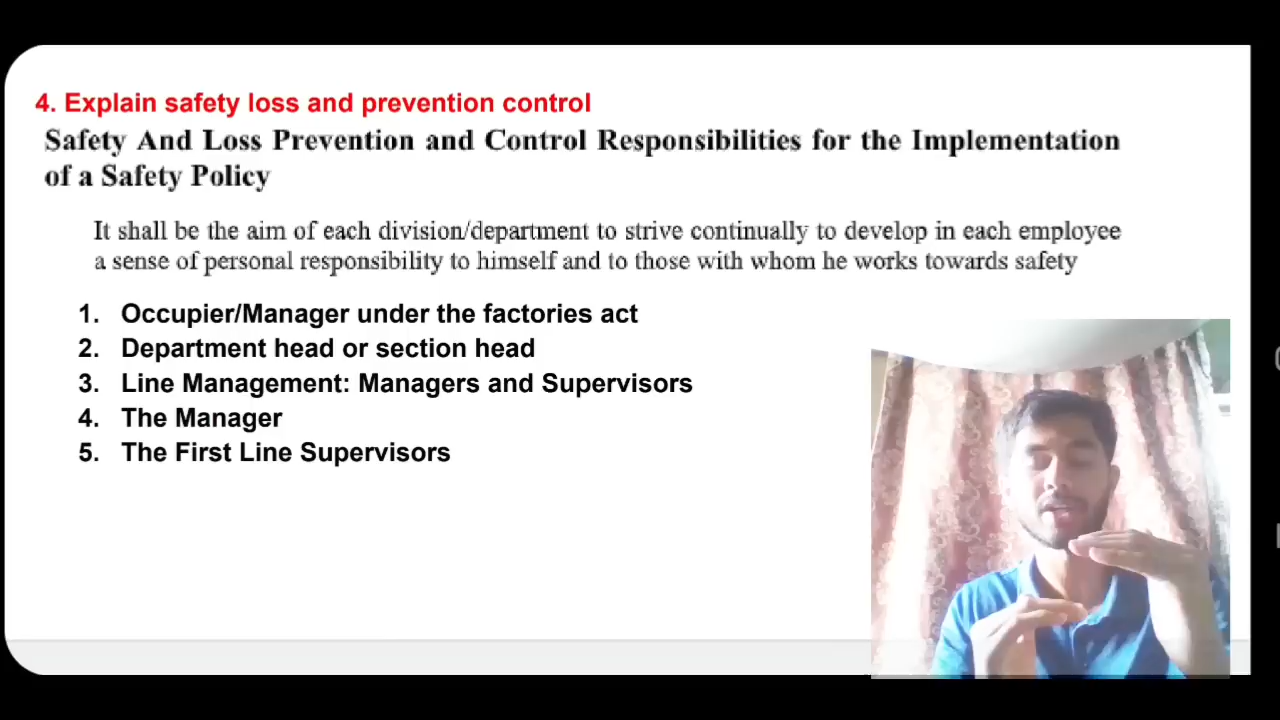 4. Explain safety loss and prevention control
Safety And Loss Prevention and Control Responsibilities for the Implementation
of a Safety Policy
It shall be the aim of each division/department to strive continually to develop in each employee
a sense of personal responsibility to himself and to those with whom he works towards safety
1. Occupier/Manager under the factories act
2. Department head or section head
3. Line Management: Managers and Supervisors
4. The Manager
5. The First Line Supervisors